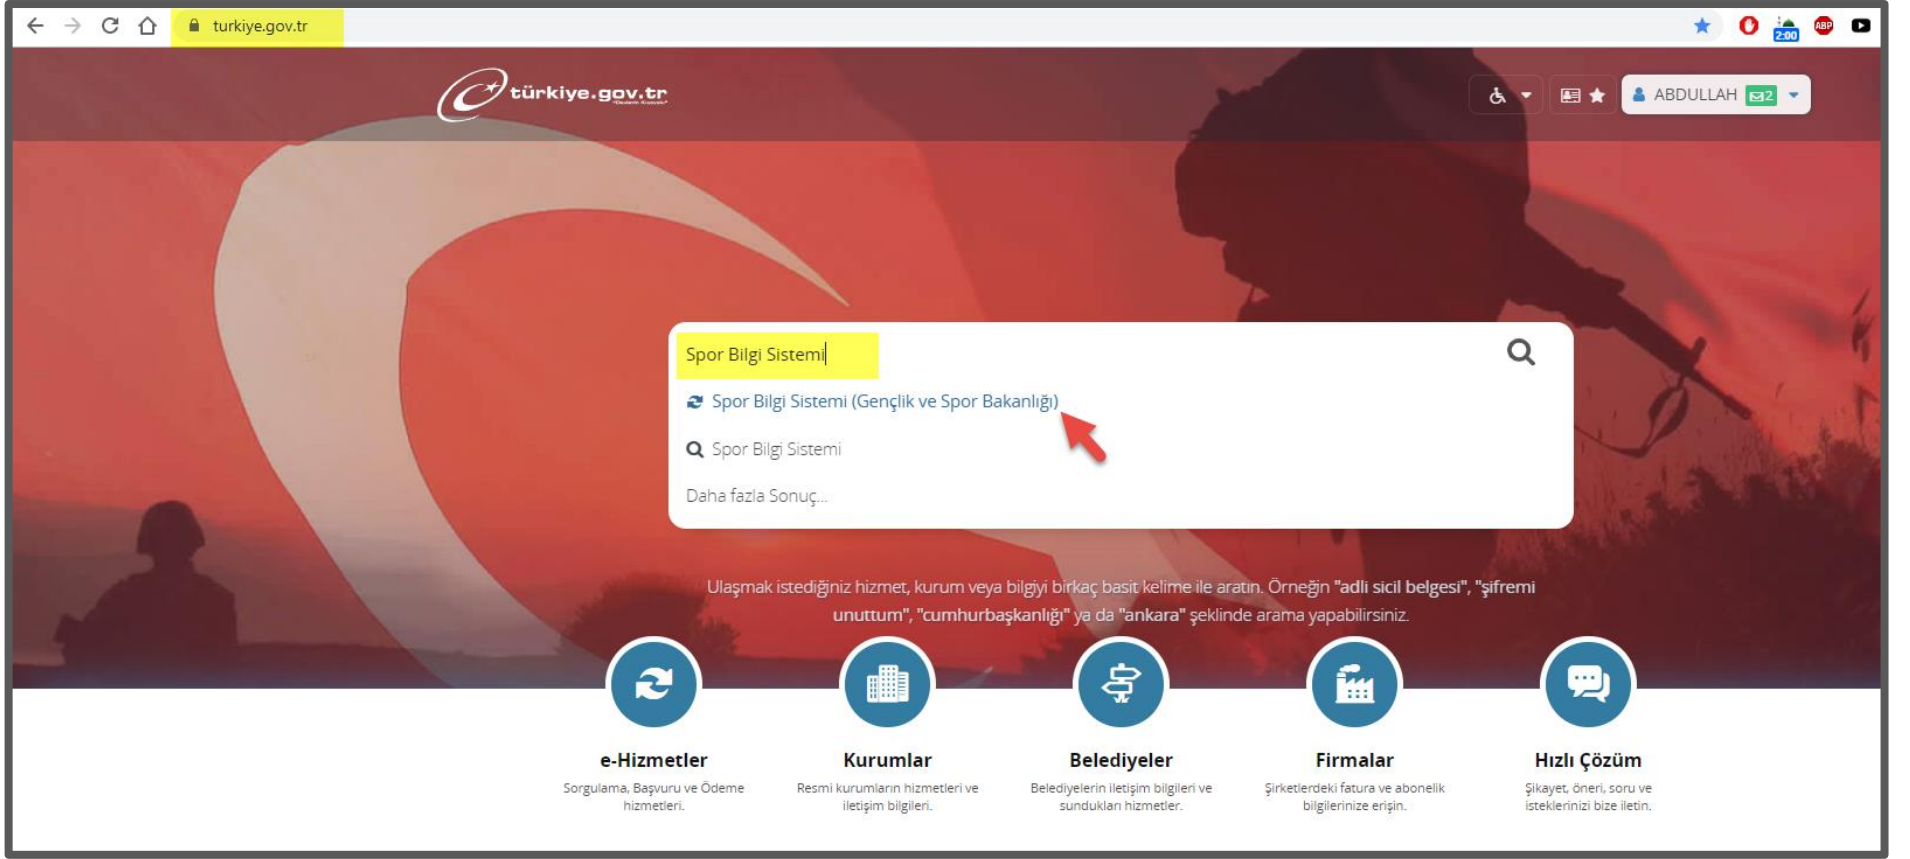 turkiye.gov.tr
2:00
ABP
türkiye.gov.tr
ABDULLAH 2
Spor Bilgi Sistemi
Spor Bilgi Sistemi (Gençlik ve Spor Bakanlığı)
Spor Bilgi Sistemi
Daha fazla Sonuç...
Ulaşmak istediğiniz hizmet, kurum veya bilgiyi birkaç basit kelime ile aratın. Örneğin "adli sicil belgesi", "şifremi
unuttum", "cumhurbaşkanlığı" ya da "ankara" şeklinde arama yapabilirsiniz.
e-Hizmetler
Sorgulama, Başvuru ve Ödeme
hizmetleri.
Kurumlar
Resmi kurumların hizmetleri ve
iletişim bilgileri.
Belediyeler
Belediyelerin iletişim bilgileri ve
sundukları hizmetler.
Firmalar
Şirketlerdeki fatura ve abonelik
bilgilerinize erişin.
Hızlı Çözüm
Şikayet, öneri, soru ve
isteklerinizi bize iletin.